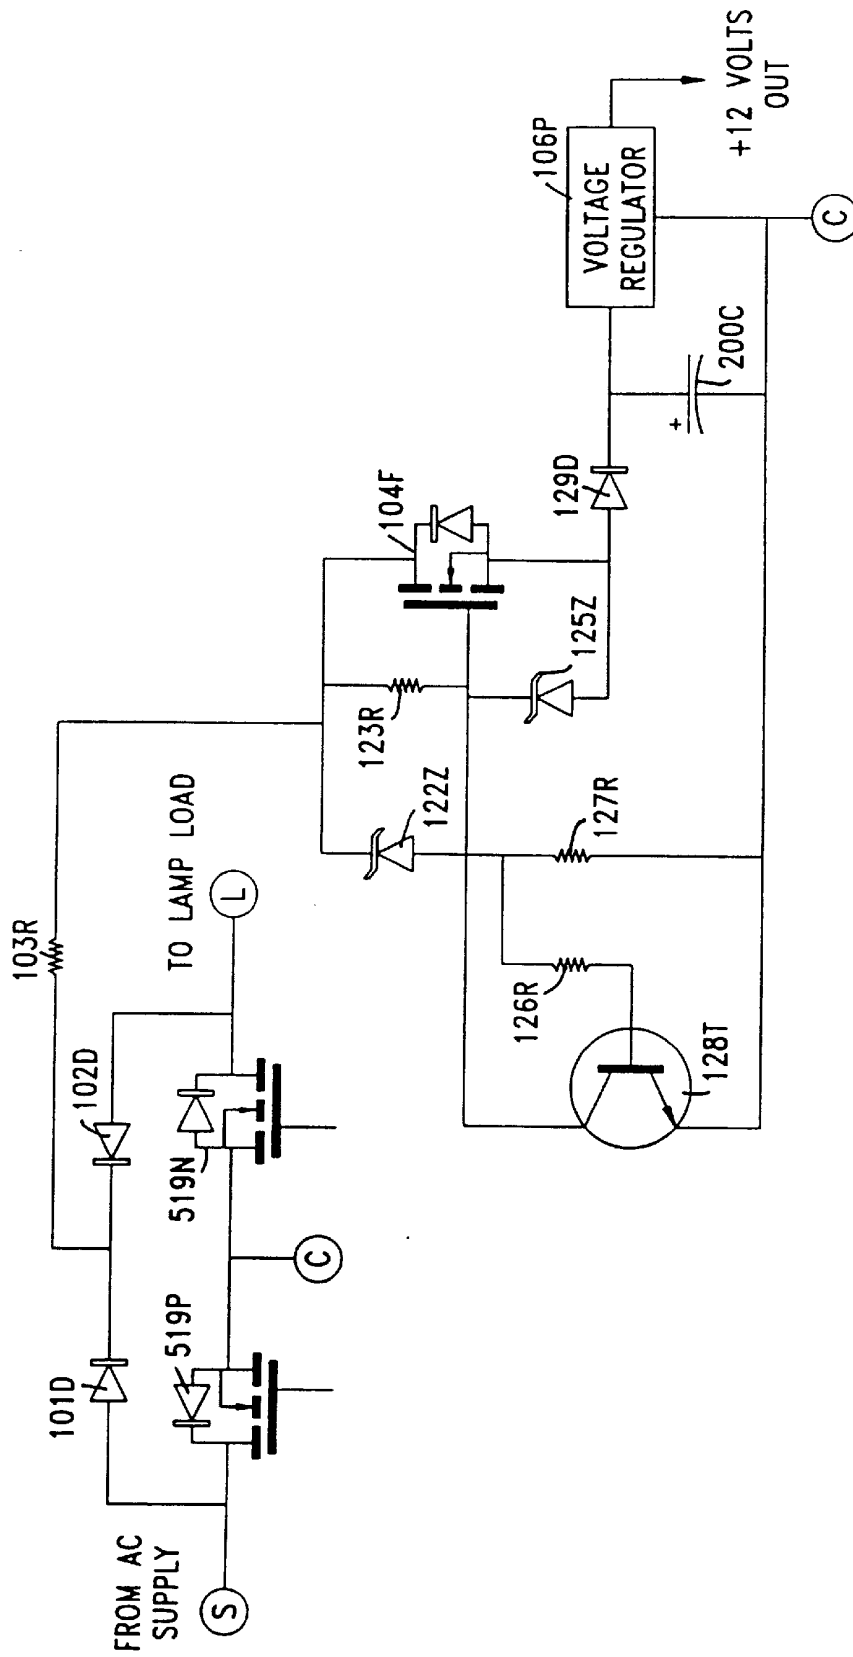 FROM AC
SUPPLY
S
101D
519P
C
519N
102D
103R
TO LAMP LOAD
L
122Z
123R
104F
125Z
126R
127R
128T
129D
200C
+
106P
VOLTAGE
REGULATOR
+12 VOLTS
OUT
C